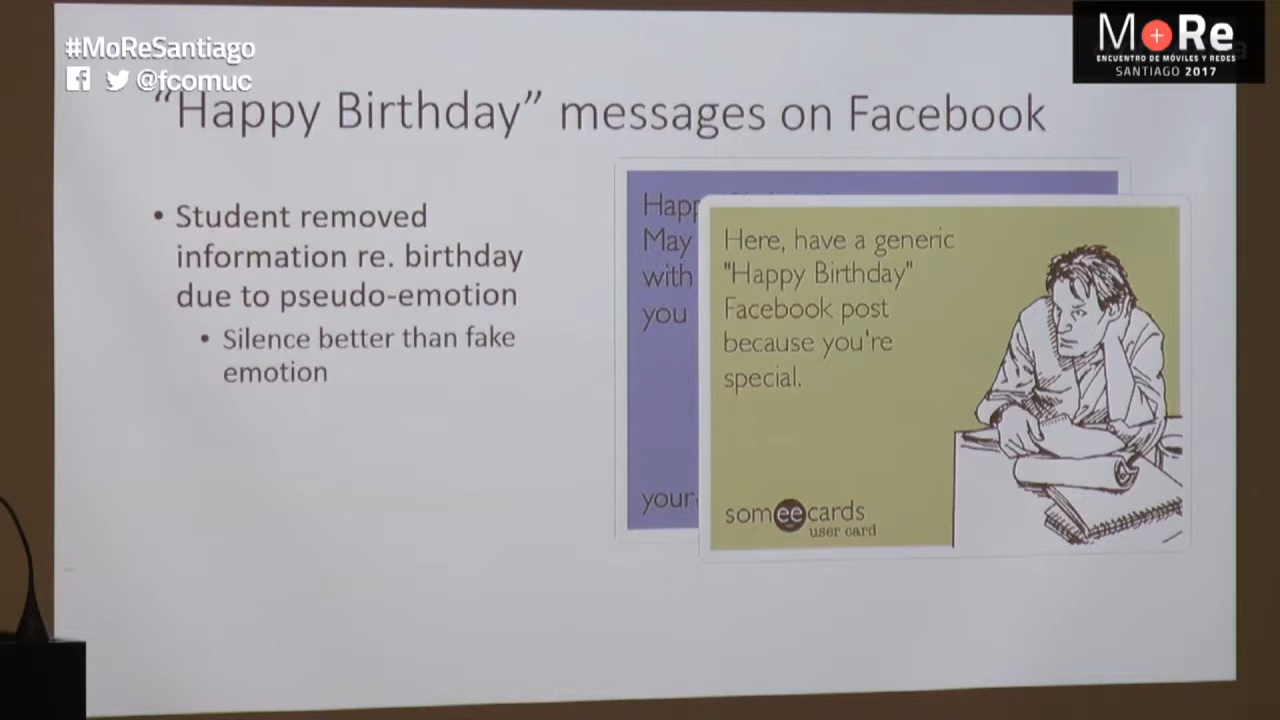 #MoReSantiago
@fcomuc
MoRe
ENCUENTRO DE MÓVILES Y REDES
SANTIAGO 2017
"Happy Birthday" messages on Facebook
• Student removed
information re. birthday
due to pseudo-emotion
• Silence better than fake
emotion
Happ
May
with
you
your
Here, have a generic
"Happy Birthday"
Facebook post
because you're
special.
someecards
user card